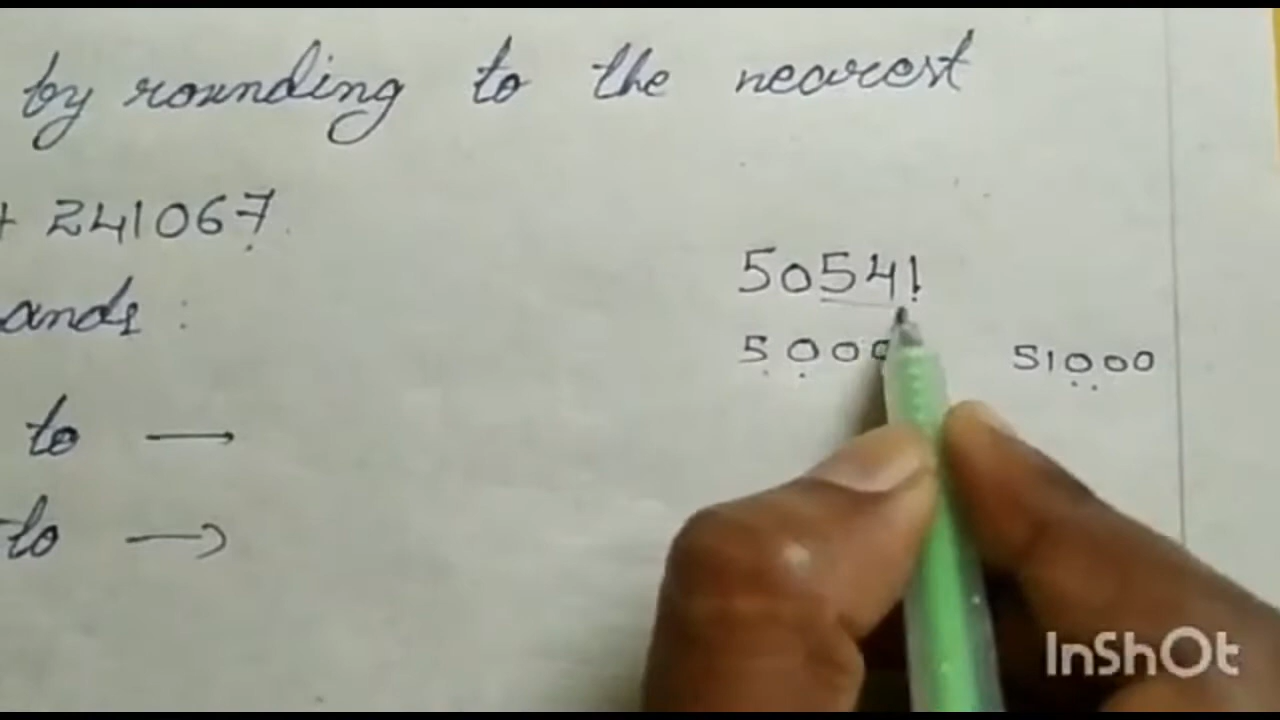 by rounding to the nearest
+ 241067
ands :
50541
5000 51000
to →
to →
InShOt